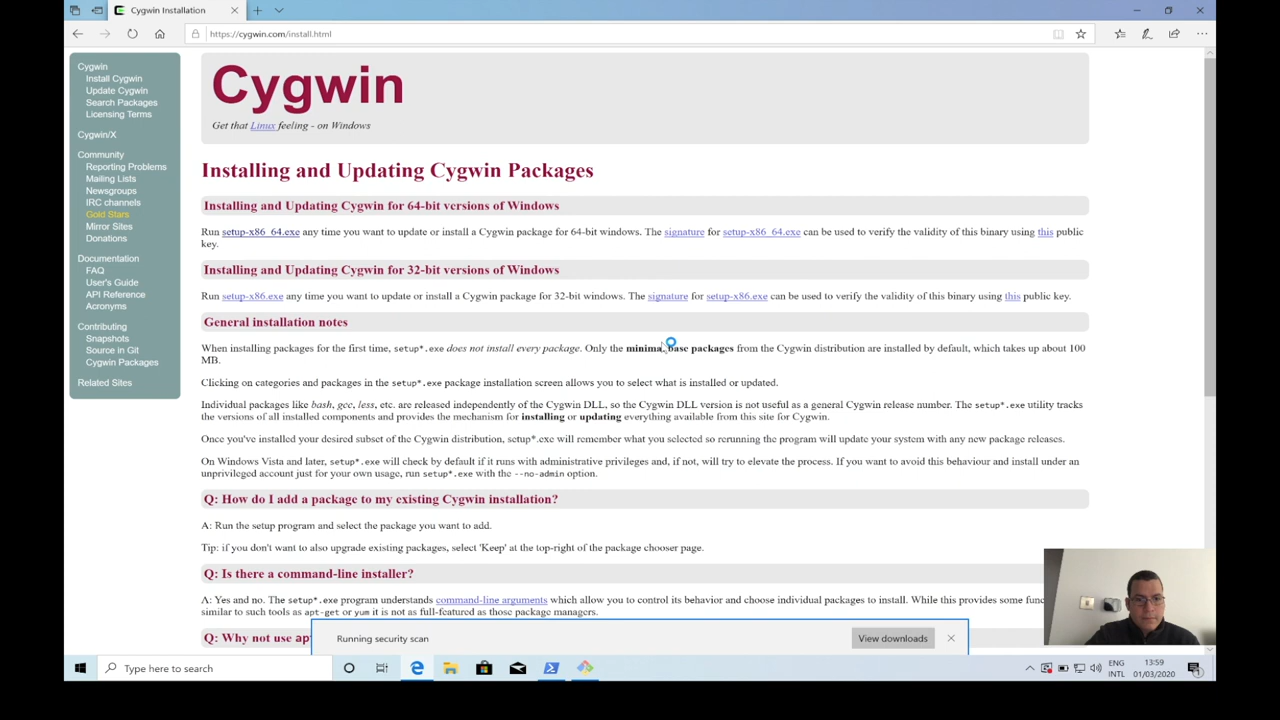 Cygwin Installation
https://cygwin.com/install.html
Cygwin
Install Cygwin
Update Cygwin
Search Packages
Licensing Terms
Cygwin/X
Community
Reporting Problems
Mailing Lists
Newsgroups
IRC channels
Gold Stars
Mirror Sites
Donations
Documentation
FAQ
User's Guide
API Reference
Acronyms
Contributing
Snapshots
Source in Git
Cygwin Packages
Related Sites
Cygwin
Get that Linux feeling - on Windows
Installing and Updating Cygwin Packages
Installing and Updating Cygwin for 64-bit versions of Windows
Run setup-x86_64.exe any time you want to update or install a Cygwin package for 64-bit windows. The signature for setup-x86_64.exe can be used to verify the validity of this binary using this public
key.
Installing and Updating Cygwin for 32-bit versions of Windows
Run setup-x86.exe any time you want to update or install a Cygwin package for 32-bit windows. The signature for setup-x86.exe can be used to verify the validity of this binary using this public key.
General installation notes
When installing packages for the first time, setup*.exe does not install every package. Only the minimal base packages from the Cygwin distribution are installed by default, which takes up about 100
MB.
Clicking on categories and packages in the setup*.exe package installation screen allows you to select what is installed or updated.
Individual packages like bash, gcc, less, etc. are released independently of the Cygwin DLL, so the Cygwin DLL version is not useful as a general Cygwin release number. The setup*.exe utility tracks
the versions of all installed components and provides the mechanism for installing or updating everything available from this site for Cygwin.
Once you've installed your desired subset of the Cygwin distribution, setup*.exe will remember what you selected so rerunning the program will update your system with any new package releases.
On Windows Vista and later, setup*.exe will check by default if it runs with administrative privileges and, if not, will try to elevate the process. If you want to avoid this behaviour and install under an
unprivileged account just for your own usage, run setup*.exe with the --no-admin option.
Q: How do I add a package to my existing Cygwin installation?
A: Run the setup program and select the package you want to add.
Tip: if you don't want to also upgrade existing packages, select 'Keep' at the top-right of the package chooser page.
Q: Is there a command-line installer?
A: Yes and no. The setup*.exe program understands command-line arguments which allow you to control its behavior and choose individual packages to install. While this provides some func
similar to such tools as apt-get or yum it is not as full-featured as those package managers.
Q: Why not use ap
Running security scan
View downloads
Type here to search
ENG
INTL
13:59
01/03/2020
1